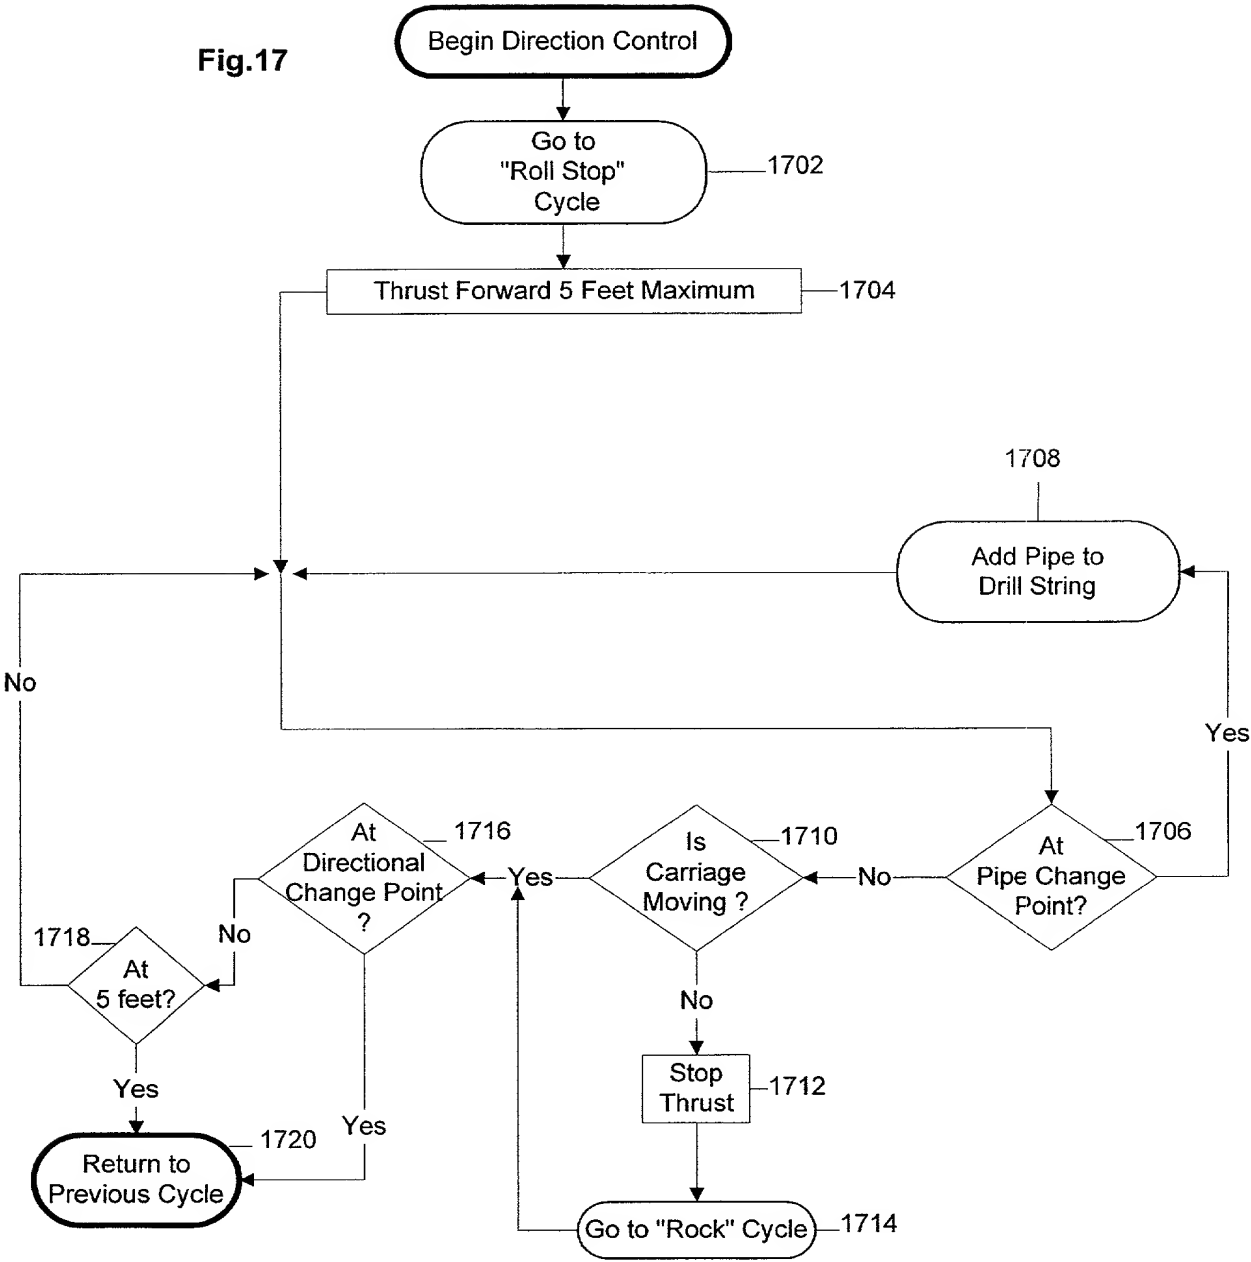 Fig.17
Begin Direction Control
Go to
"Roll Stop"
Cycle
1702
Thrust Forward 5 Feet Maximum
1704
1708
Add Pipe to
Drill String
No
Yes
At
Directional
Change Point
?
1716
Yes
Is
Carriage
Moving ?
1710
No
At
Pipe Change
Point?
1706
1718
At
5 feet?
No
No
Yes
Yes
Stop
Thrust
1712
Return to
Previous Cycle
1720
Go to "Rock" Cycle
1714